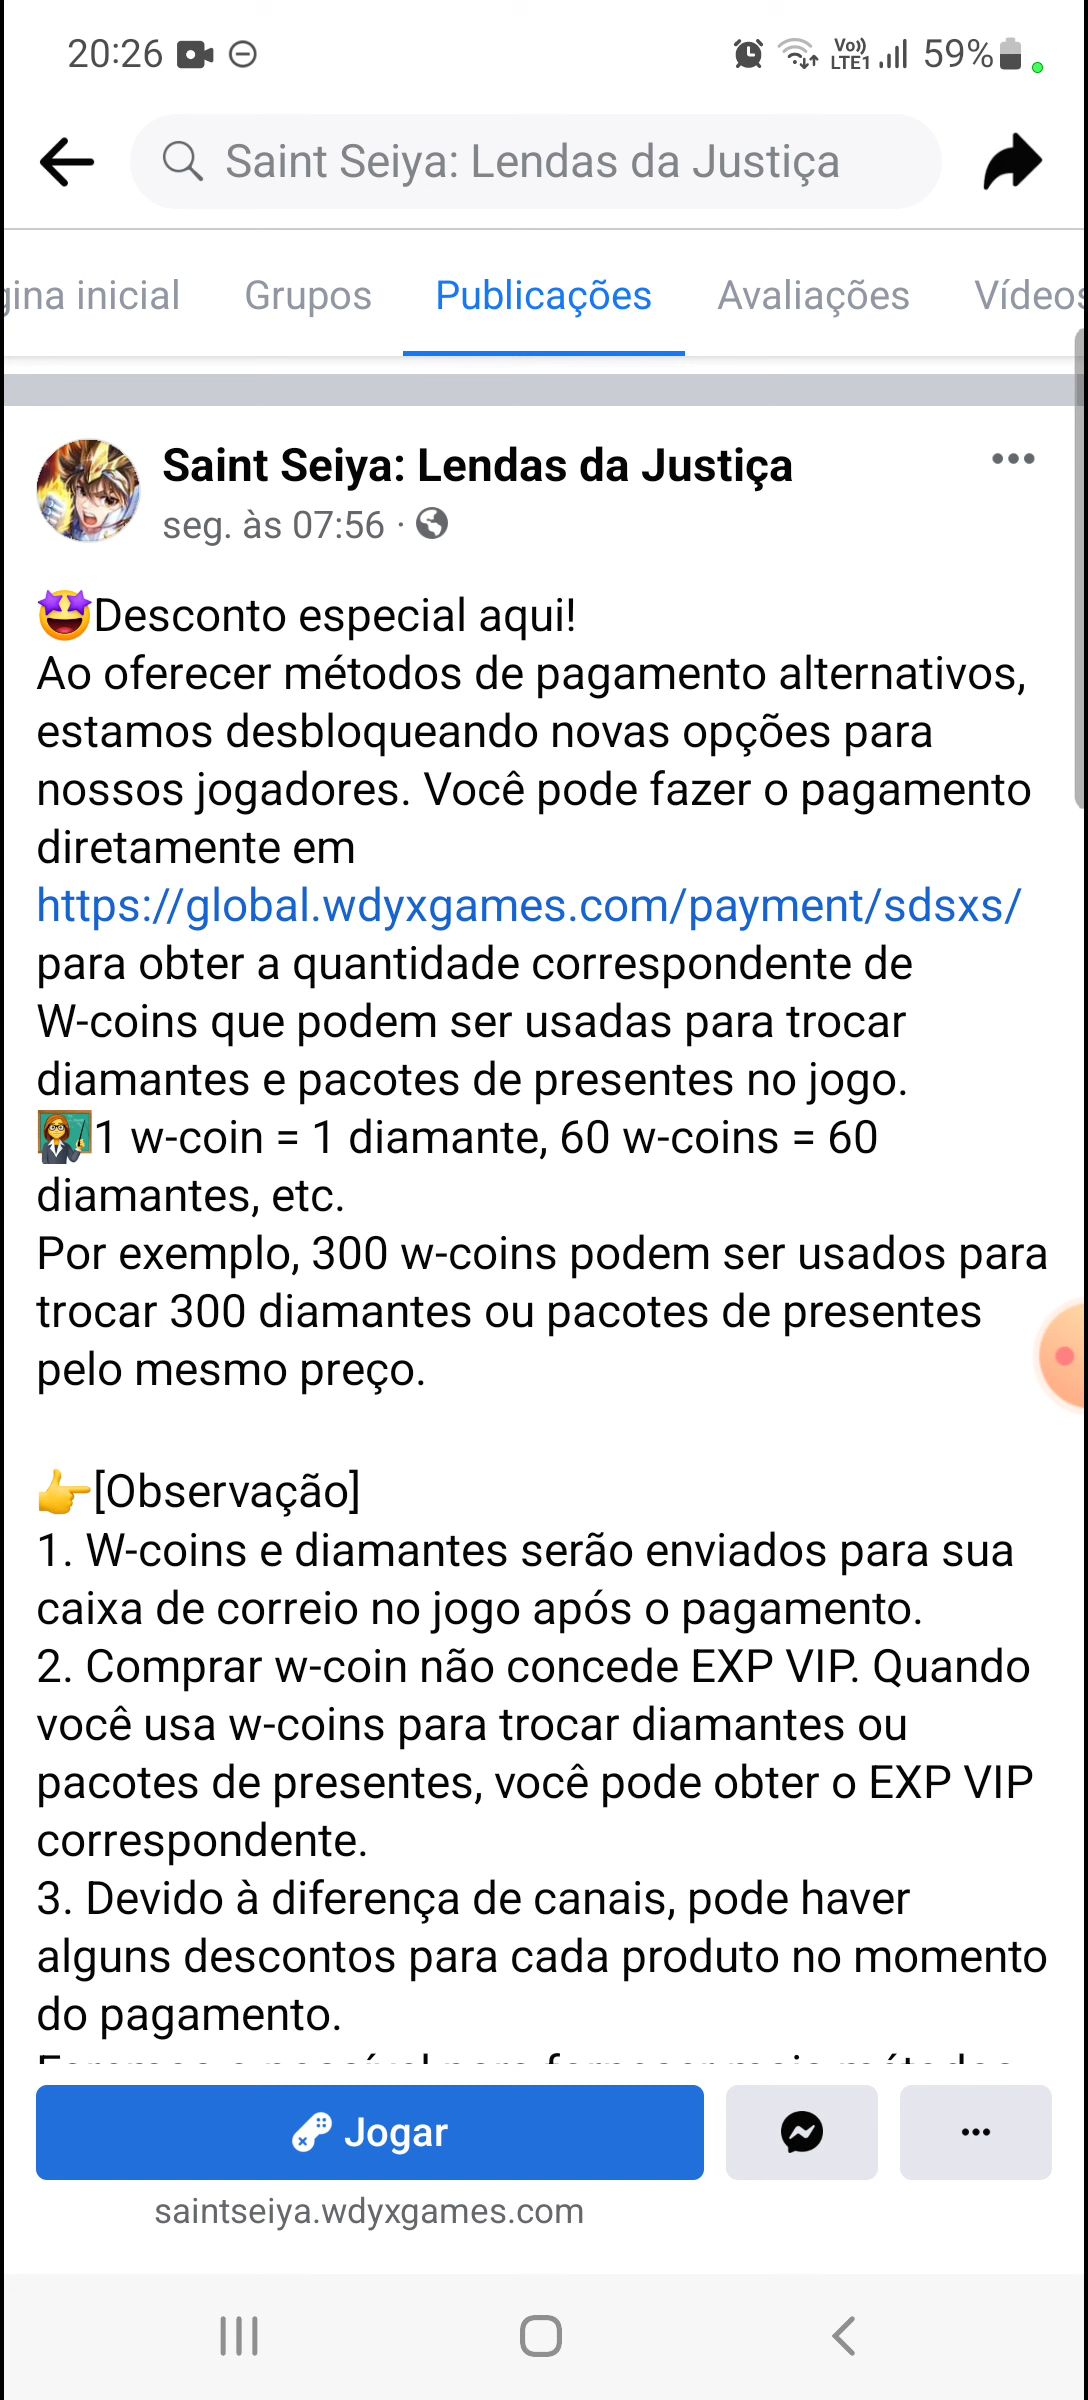 20:26
Vo)) LTE1 59%
Saint Seiya: Lendas da Justiça
gina inicial Grupos Publicações Avaliações Vídeos
Saint Seiya: Lendas da Justiça
seg. às 07:56 ·
🤩Desconto especial aqui!
Ao oferecer métodos de pagamento alternativos,
estamos desbloqueando novas opções para
nossos jogadores. Você pode fazer o pagamento
diretamente em
https://global.wdyxgames.com/payment/sdsxs/
para obter a quantidade correspondente de
W-coins que podem ser usadas para trocar
diamantes e pacotes de presentes no jogo.
👩‍🏫1 w-coin = 1 diamante, 60 w-coins = 60
diamantes, etc.
Por exemplo, 300 w-coins podem ser usados para
trocar 300 diamantes ou pacotes de presentes
pelo mesmo preço.
👉[Observação]
1. W-coins e diamantes serão enviados para sua
caixa de correio no jogo após o pagamento.
2. Comprar w-coin não concede EXP VIP. Quando
você usa w-coins para trocar diamantes ou
pacotes de presentes, você pode obter o EXP VIP
correspondente.
3. Devido à diferença de canais, pode haver
alguns descontos para cada produto no momento
do pagamento.
Jogar
saintseiya.wdyxgames.com